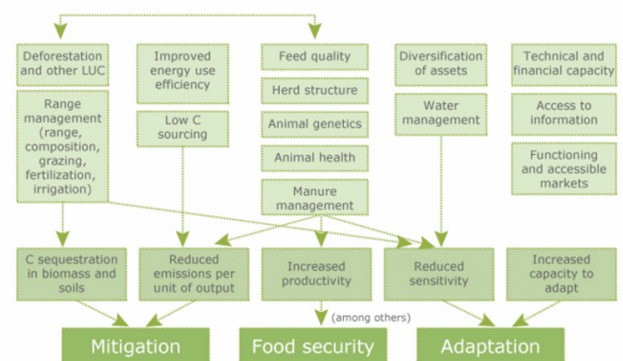 Deforestation
and other LUC
Range
management
(range,
composition,
grazing,
fertilization,
irrigation)
Improved
energy use
efficiency
Low C
sourcing
Feed quality
Herd structure
Animal genetics
Animal health
Manure
management
Diversification
of assets
Water
management
Technical and
financial capacity
Access to
information
Functioning
and accessible
markets
C sequestration
in biomass and
soils
Reduced
emissions per
unit of output
Increased
productivity
Reduced
sensitivity
Increased
capacity to
adapt
(among others)
Mitigation
Food security
Adaptation